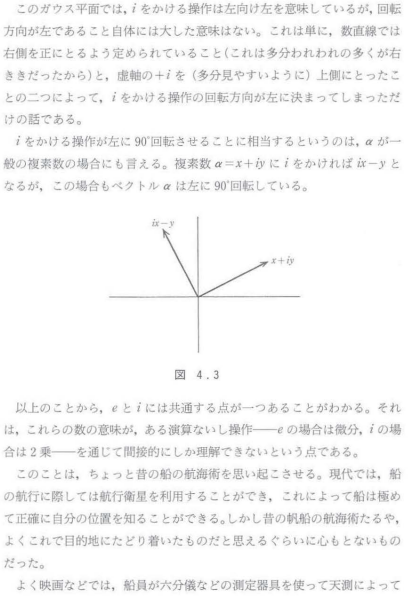 このガウス平面では，iをかける操作は左向け左を意味しているが，回転
方向が左であること自体には大した意味はない。これは単に，数直線では
右側を正にとるよう定められていること(これは多分われわれの多くが右
ききだったから)と，虚軸の+iを（多分見やすいように）上側にとったこ
との二つによって，iをかける操作の回転方向が左に決まってしまっただ
けの話である。
iをかける操作が左に90°回転させることに相当するというのは，αが一
般の複素数の場合にも言える。複素数α=x+iyにiをかければix−yと
なるが，この場合もベクトルαは左に90°回転している。
ix−y
x+iy
図 4.3
以上のことから，eとiには共通する点が一つあることがわかる。それ
は，これらの数の意味が，ある演算ないし操作——eの場合は微分，iの場
合は2乗——を通じて間接的にしか理解できないという点である。
このことは，ちょっと昔の船の航海術を思い起こさせる。現代では，船
の航行に際しては航行衛星を利用することができ，これによって船は極め
て正確に自分の位置を知ることができる。しかし昔の帆船の航海術たるや，
よくこれで目的地にたどり着いたものだと思えるぐらいに心もとないもの
だった。
よく映画などでは，船員が六分儀などの測定器具を使って天測によって